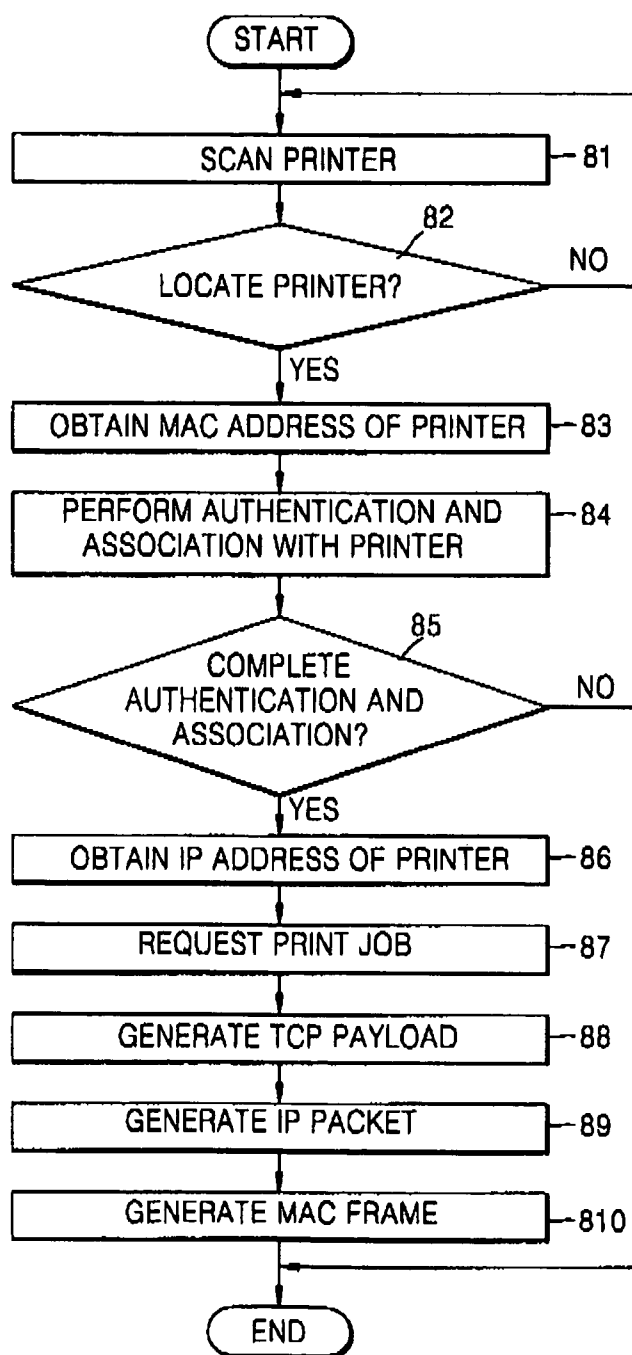 START
SCAN PRINTER
81
82
LOCATE PRINTER?
NO
YES
OBTAIN MAC ADDRESS OF PRINTER
83
PERFORM AUTHENTICATION AND
ASSOCIATION WITH PRINTER
84
85
COMPLETE
AUTHENTICATION AND
ASSOCIATION?
NO
YES
OBTAIN IP ADDRESS OF PRINTER
86
REQUEST PRINT JOB
87
GENERATE TCP PAYLOAD
88
GENERATE IP PACKET
89
GENERATE MAC FRAME
810
END